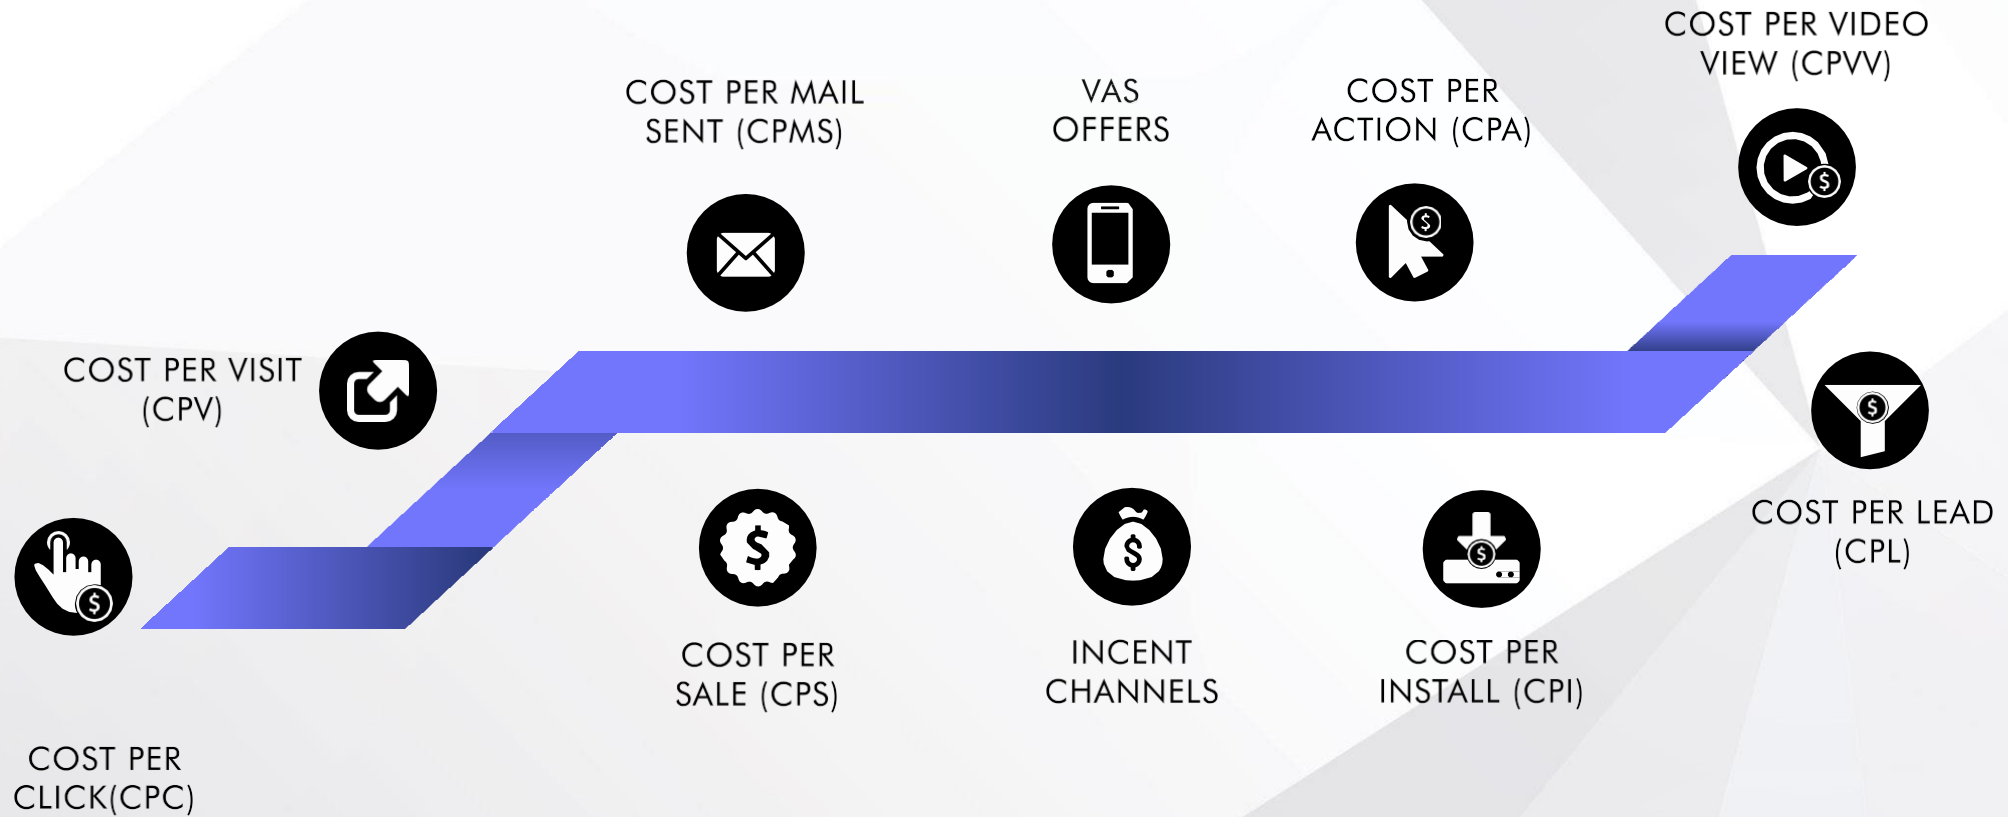 COST PER VIDEO
VIEW (CPVV)
COST PER MAIL
SENT (CPMS)
VAS
OFFERS
COST PER
ACTION (CPA)
$
$
COST PER VISIT
(CPV)
$
COST PER LEAD
(CPL)
$
$
$
$
COST PER
SALE (CPS)
INCENT
CHANNELS
COST PER
INSTALL (CPI)
COST PER
CLICK(CPC)